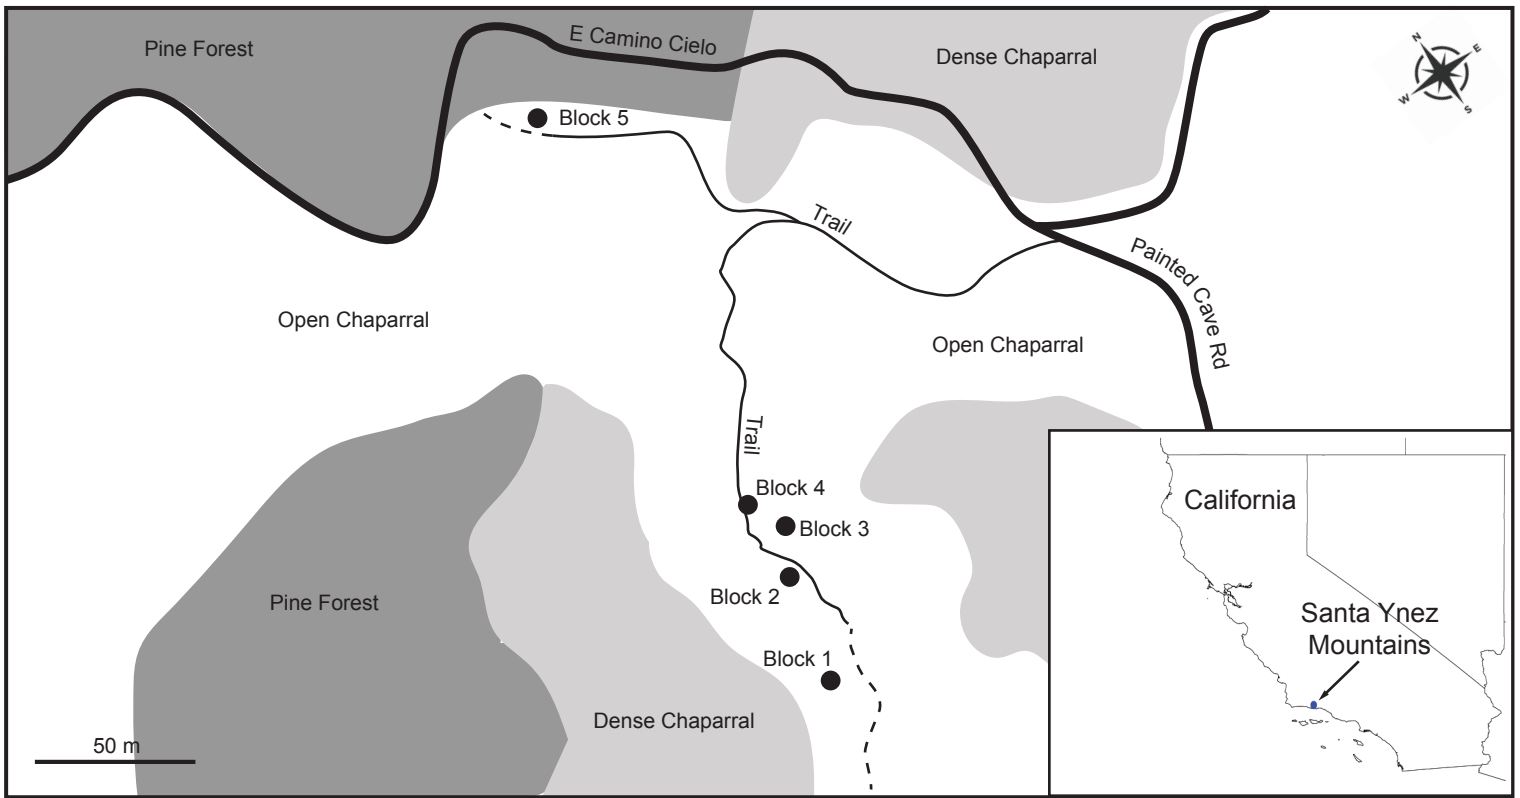 Pine Forest
E Camino Cielo
Dense Chaparral
N
E
W
S
Block 5
Trail
Painted Cave Rd
Open Chaparral
Open Chaparral
Trail
Block 4
Block 3
Block 2
Block 1
Pine Forest
Dense Chaparral
50 m
California
Santa Ynez
Mountains